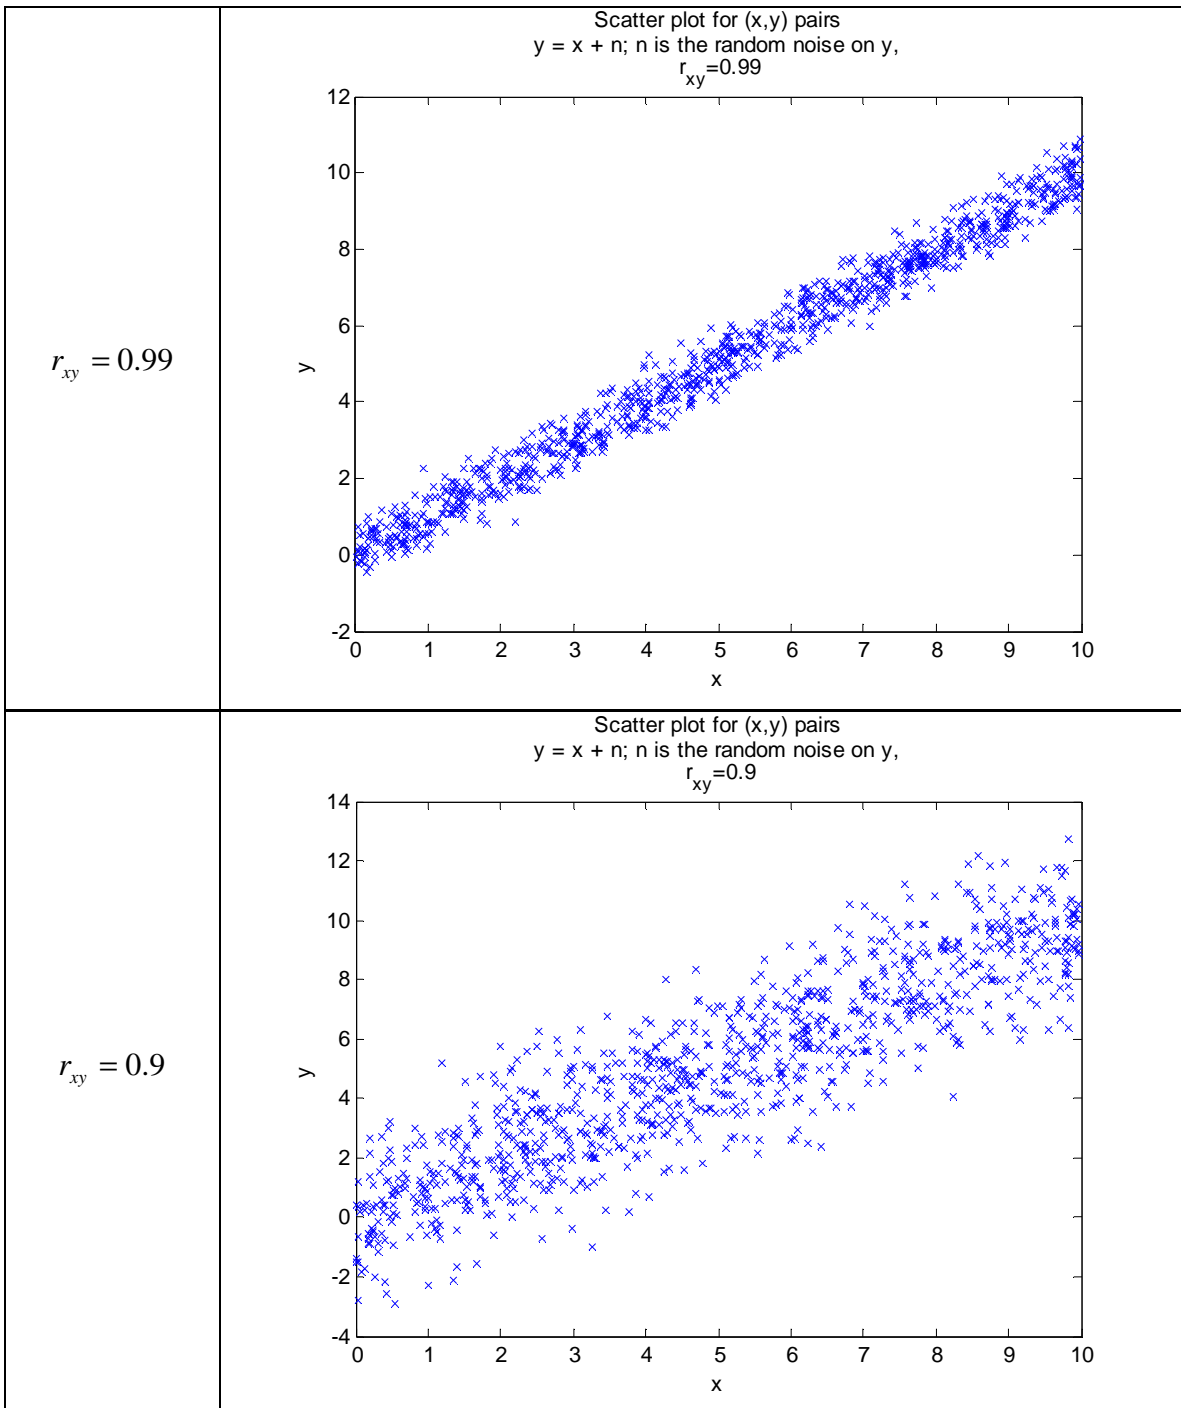 r_xy = 0.99
Scatter plot for (x,y) pairs
y = x + n; n is the random noise on y,
r_xy=0.99
12
10
8
6
4
2
0
-2
y
0 1 2 3 4 5 6 7 8 9 10
x
r_xy = 0.9
Scatter plot for (x,y) pairs
y = x + n; n is the random noise on y,
r_xy=0.9
14
12
10
8
6
4
2
0
-2
-4
y
0 1 2 3 4 5 6 7 8 9 10
x